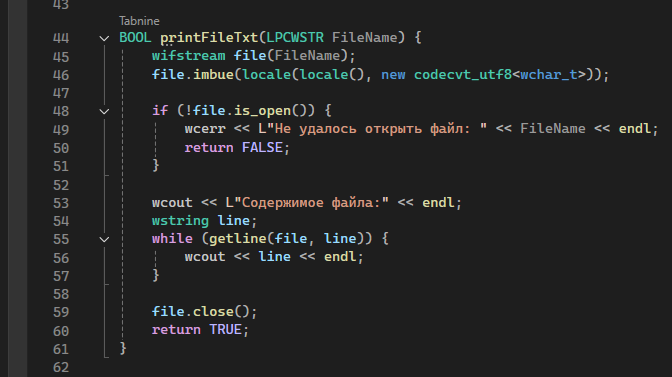 43
Tabnine
44 BOOL printFileTxt(LPCWSTR FileName) {
45     wifstream file(FileName);
46     file.imbue(locale(locale(), new codecvt_utf8<wchar_t>));
47
48     if (!file.is_open()) {
49         wcerr << L"Не удалось открыть файл: " << FileName << endl;
50         return FALSE;
51     }
52
53     wcout << L"Содержимое файла:" << endl;
54     wstring line;
55     while (getline(file, line)) {
56         wcout << line << endl;
57     }
58
59     file.close();
60     return TRUE;
61 }
62